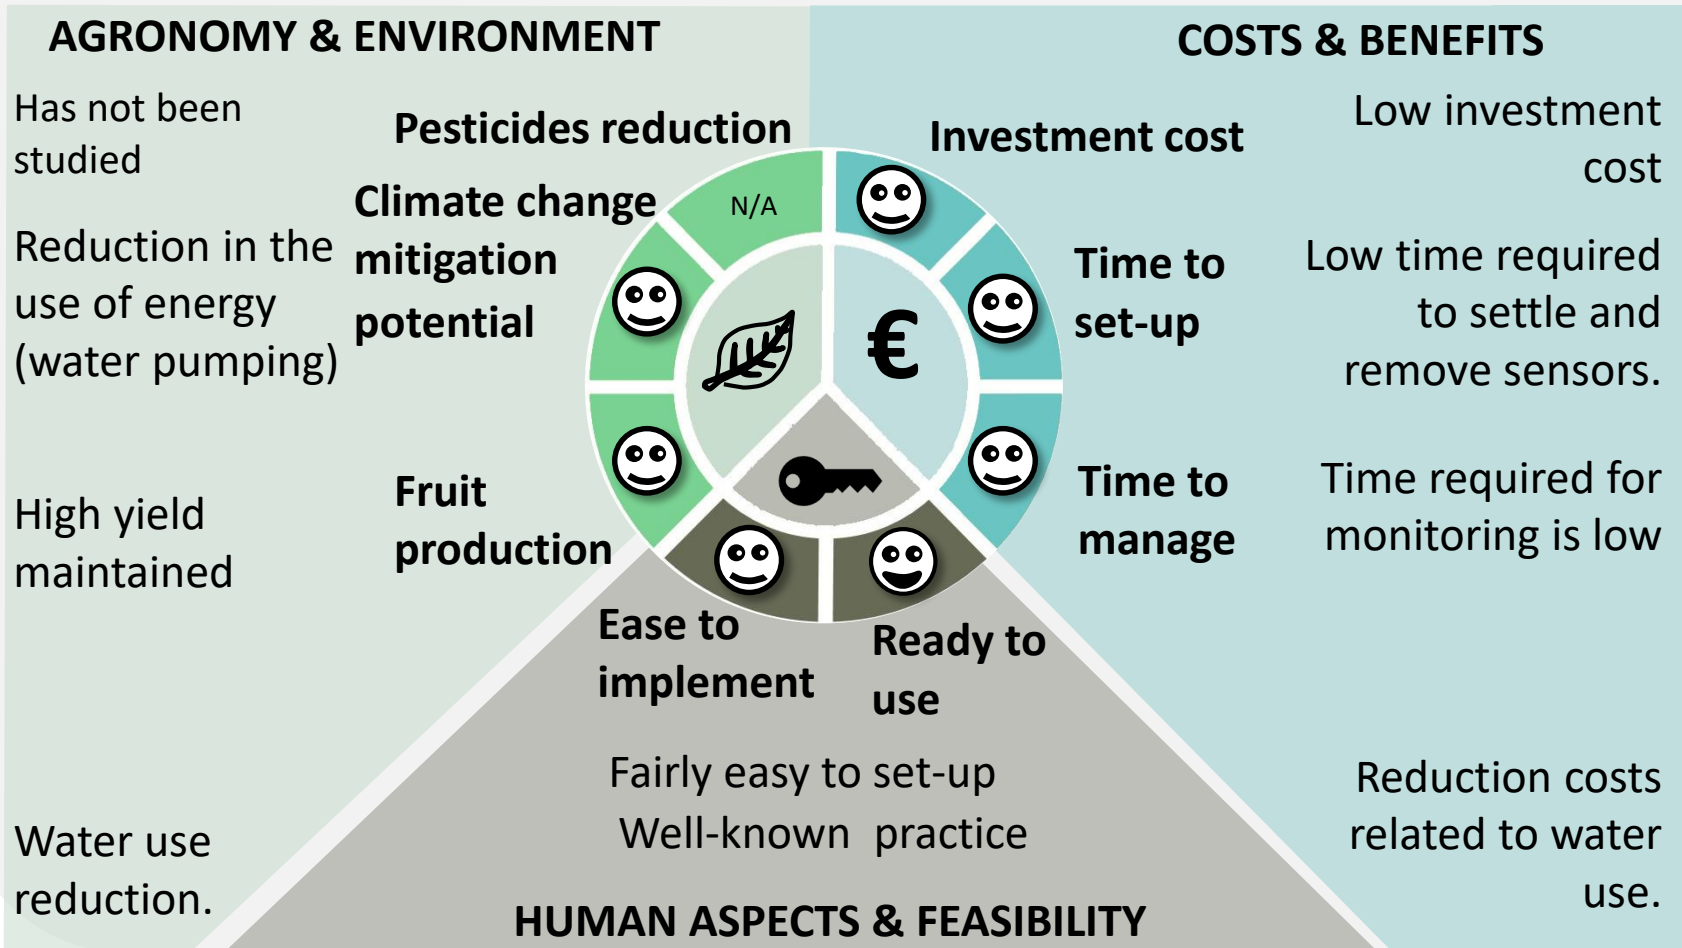 AGRONOMY & ENVIRONMENT
Has not been
studied
Pesticides reduction
N/A
Climate change
mitigation
potential
Reduction in the
use of energy
(water pumping)
Fruit
production
High yield
maintained
Water use
reduction.
COSTS & BENEFITS
Investment cost
Low investment
cost
€
Time to
set-up
Low time required
to settle and
remove sensors.
Time to
manage
Time required for
monitoring is low
Reduction costs
related to water
use.
Ease to
implement
Ready to
use
Fairly easy to set-up
Well-known practice
HUMAN ASPECTS & FEASIBILITY